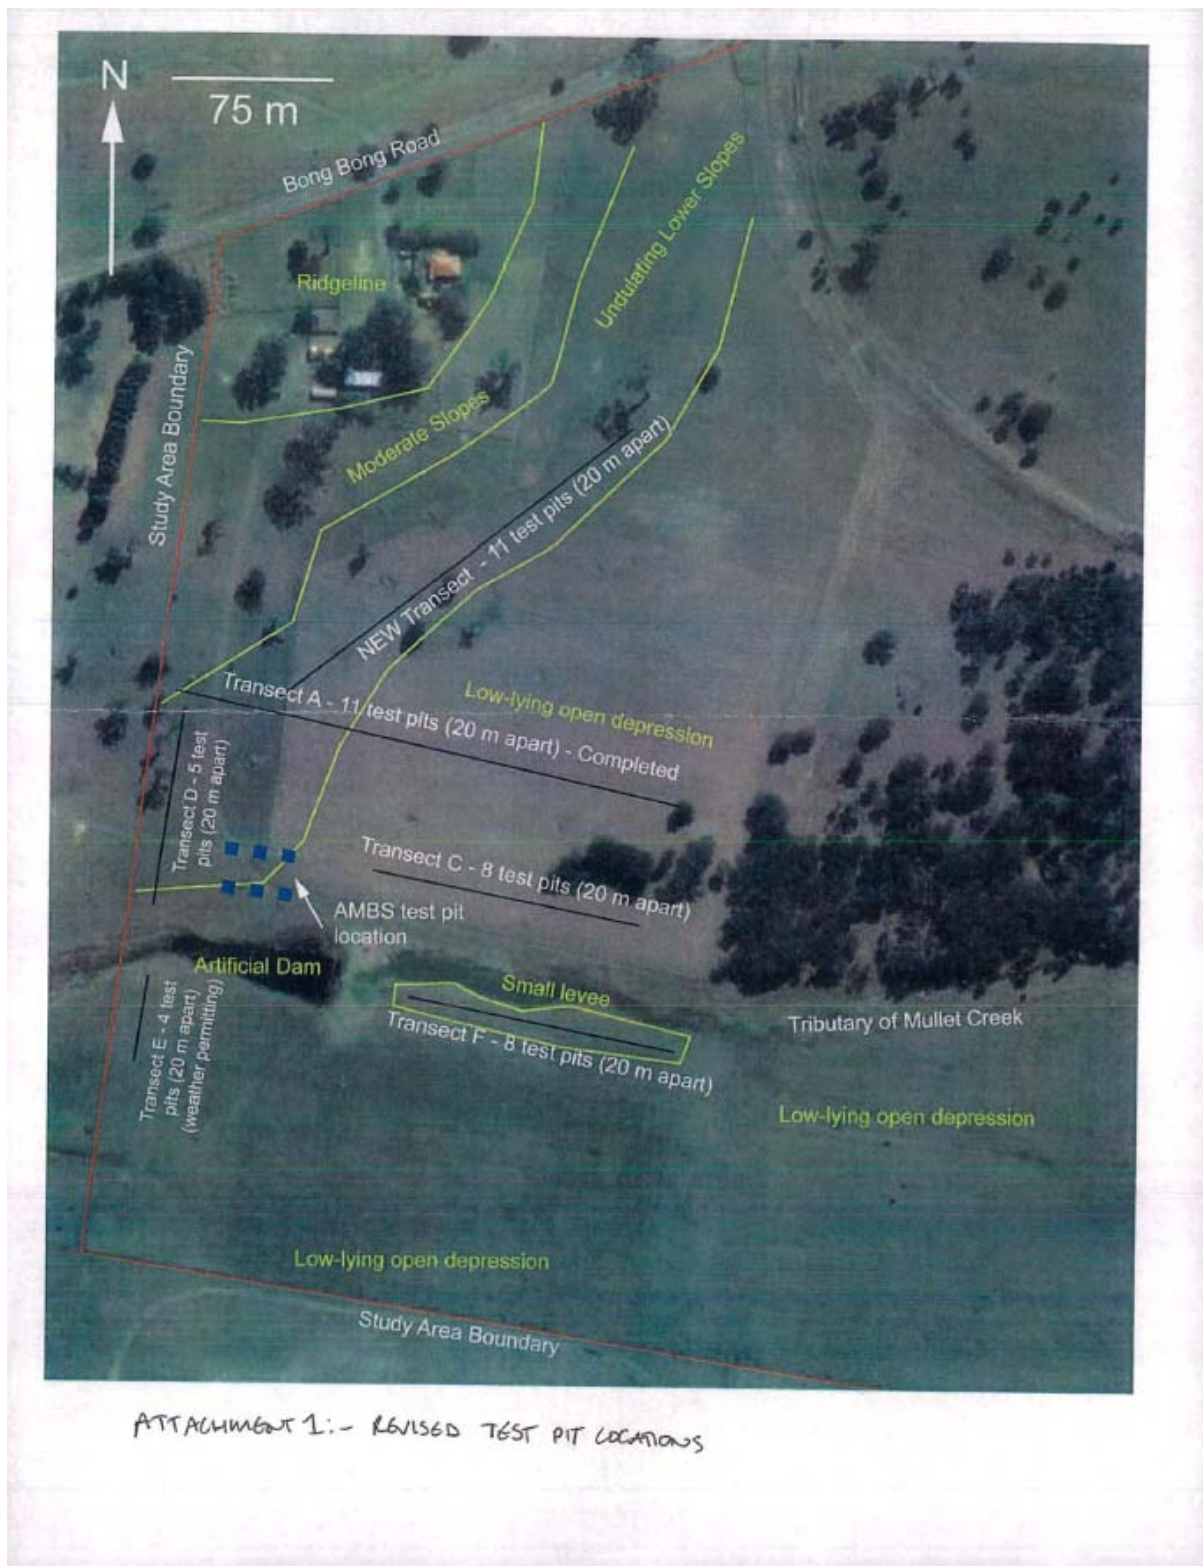 N
75 m
Bong Bong Road
Ridgeline
Undulating Lower Slopes
Study Area Boundary
Moderate Slopes
NEW Transect - 11 test pits (20 m apart)
Transect A - 11 test pits (20 m apart) - Completed
Low-lying open depression
Transect D - 5 test
pits (20 m apart)
Transect C - 8 test pits (20 m apart)
AMBS test pit
location
Artificial Dam
Small levee
Transect F - 8 test pits (20 m apart)
Tributary of Mullet Creek
Transect E - 4 test
pits (20 m apart)
(weather permitting)
Low-lying open depression
Low-lying open depression
Study Area Boundary
ATTACHMENT 1:- REVISED TEST PIT LOCATIONS